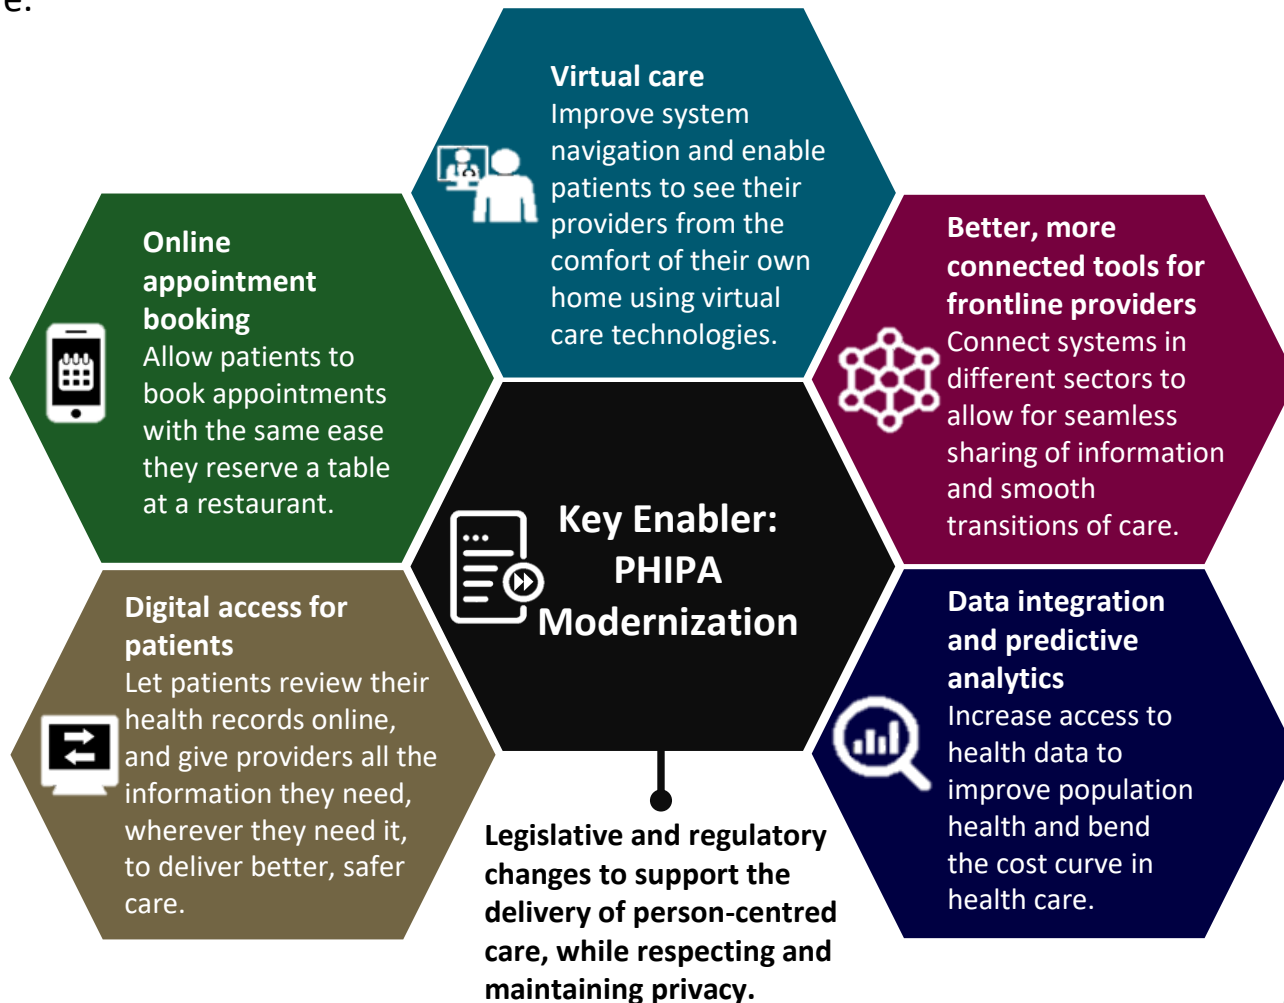 e.
Virtual care
Improve system
navigation and enable
patients to see their
providers from the
comfort of their own
home using virtual
care technologies.
Online
appointment
booking
Allow patients to
book appointments
with the same ease
they reserve a table
at a restaurant.
Better, more
connected tools for
frontline providers
Connect systems in
different sectors to
allow for seamless
sharing of information
and smooth
transitions of care.
Key Enabler:
PHIPA
Modernization
Digital access for
patients
Let patients review their
health records online,
and give providers all the
information they need,
wherever they need it,
to deliver better, safer
care.
Data integration
and predictive
analytics
Increase access to
health data to
improve population
health and bend
the cost curve in
health care.
Legislative and regulatory
changes to support the
delivery of person-centred
care, while respecting and
maintaining privacy.